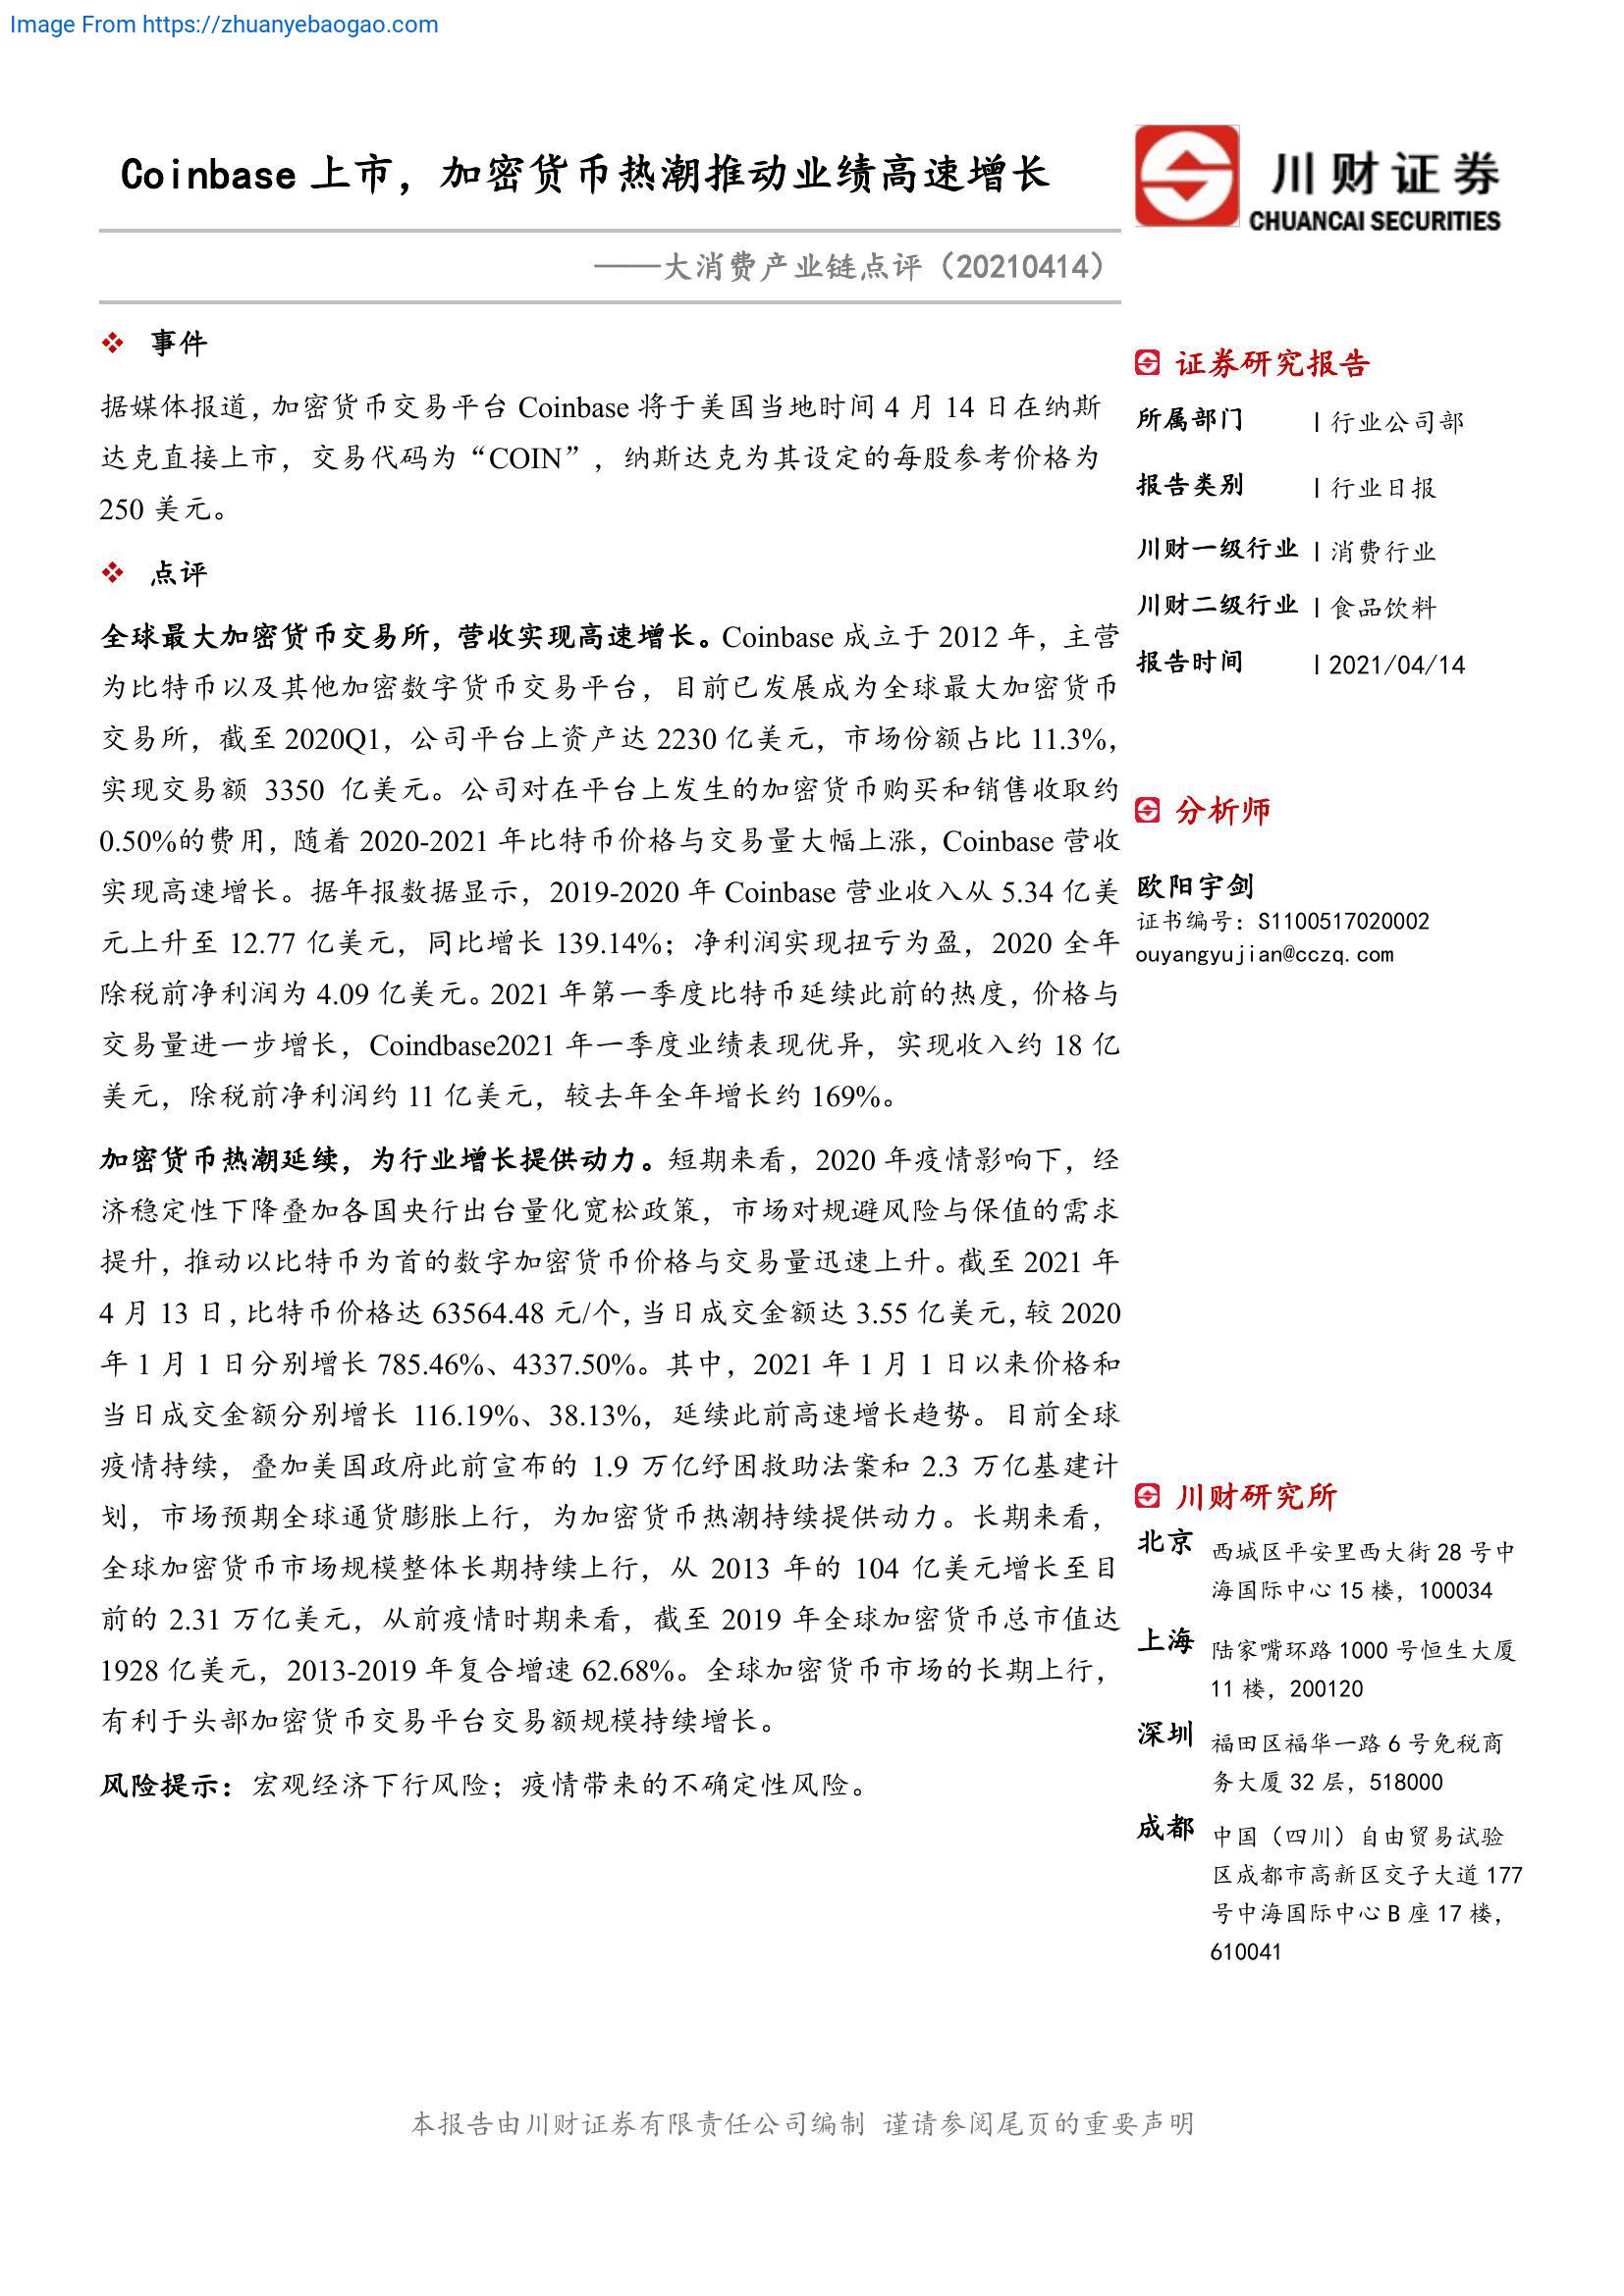 Image From https://zhuanyebaogao.com
Coinbase 上市，加密货币热潮推动业绩高速增长
——大消费产业链点评（20210414）
川财证券
CHUANCAI SECURITIES
❖ 事件
据媒体报道，加密货币交易平台 Coinbase 将于美国当地时间 4 月 14 日在纳斯
达克直接上市，交易代码为“COIN”，纳斯达克为其设定的每股参考价格为
250 美元。
❖ 点评
全球最大加密货币交易所，营收实现高速增长。Coinbase 成立于 2012 年，主营
为比特币以及其他加密数字货币交易平台，目前已发展成为全球最大加密货币
交易所，截至 2020Q1，公司平台上资产达 2230 亿美元，市场份额占比 11.3%，
实现交易额 3350 亿美元。公司对在平台上发生的加密货币购买和销售收取约
0.50%的费用，随着 2020-2021 年比特币价格与交易量大幅上涨，Coinbase 营收
实现高速增长。据年报数据显示，2019-2020 年 Coinbase 营业收入从 5.34 亿美
元上升至 12.77 亿美元，同比增长 139.14%；净利润实现扭亏为盈，2020 全年
除税前净利润为 4.09 亿美元。2021 年第一季度比特币延续此前的热度，价格与
交易量进一步增长，Coindbase2021 年一季度业绩表现优异，实现收入约 18 亿
美元，除税前净利润约 11 亿美元，较去年全年增长约 169%。
加密货币热潮延续，为行业增长提供动力。短期来看，2020 年疫情影响下，经
济稳定性下降叠加各国央行出台量化宽松政策，市场对规避风险与保值的需求
提升，推动以比特币为首的数字加密货币价格与交易量迅速上升。截至 2021 年
4 月 13 日，比特币价格达 63564.48 元/个，当日成交金额达 3.55 亿美元，较 2020
年 1 月 1 日分别增长 785.46%、4337.50%。其中，2021 年 1 月 1 日以来价格和
当日成交金额分别增长 116.19%、38.13%，延续此前高速增长趋势。目前全球
疫情持续，叠加美国政府此前宣布的 1.9 万亿纾困救助法案和 2.3 万亿基建计
划，市场预期全球通货膨胀上行，为加密货币热潮持续提供动力。长期来看，
全球加密货币市场规模整体长期持续上行，从 2013 年的 104 亿美元增长至目
前的 2.31 万亿美元，从前疫情时期来看，截至 2019 年全球加密货币总市值达
1928 亿美元，2013-2019 年复合增速 62.68%。全球加密货币市场的长期上行，
有利于头部加密货币交易平台交易额规模持续增长。
风险提示：宏观经济下行风险；疫情带来的不确定性风险。
证券研究报告
所属部门 | 行业公司部
报告类别 | 行业日报
川财一级行业 | 消费行业
川财二级行业 | 食品饮料
报告时间 | 2021/04/14
分析师
欧阳宇剑
证书编号：S1100517020002
ouyangyujian@cczq.com
川财研究所
北京 西城区平安里西大街 28 号中
海国际中心 15 楼，100034
上海 陆家嘴环路 1000 号恒生大厦
11 楼，200120
深圳 福田区福华一路 6 号免税商
务大厦 32 层，518000
成都 中国（四川）自由贸易试验
区成都市高新区交子大道 177
号中海国际中心 B 座 17 楼，
610041
本报告由川财证券有限责任公司编制 谨请参阅尾页的重要声明